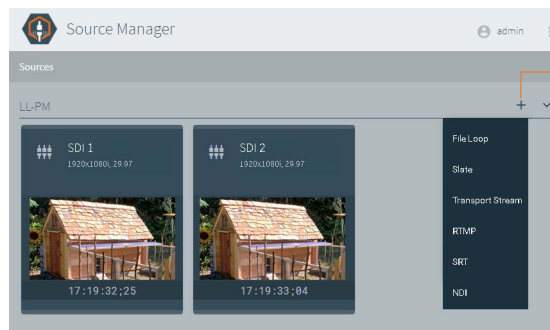 Source Manager
admin
Sources
LL-PM
SDI 1
1920x1080i, 29.97
SDI 2
1920x1080i, 29.97
17:19:32;25
17:19:33;04
File Loop
Slate
Transport Stream
RTMP
SRT
NDI